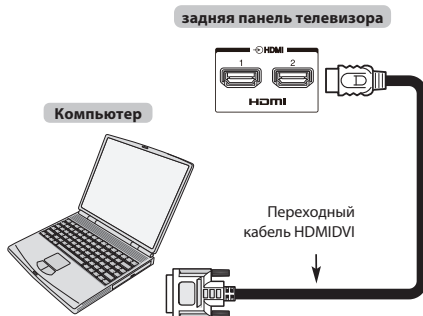 задняя панель телевизора
HDMI
1 2
HDMI
Компьютер
Переходный
кабель HDMIDVI